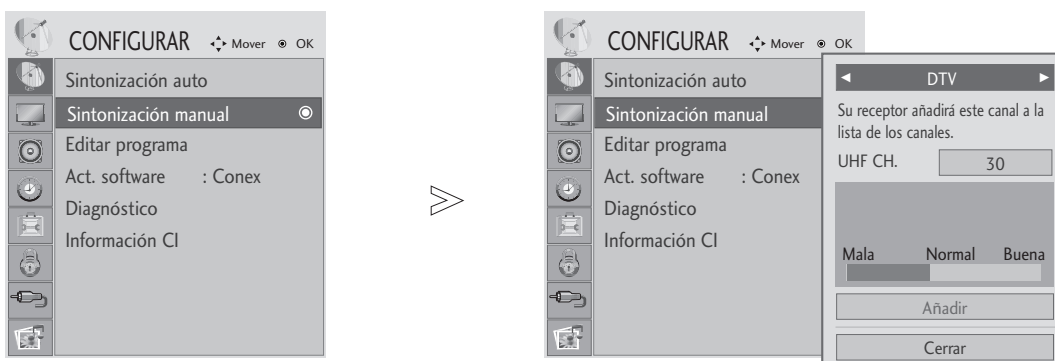 CONFIGURAR Mover OK
Sintonización auto
Sintonización manual
Editar programa
Act. software : Conex
Diagnóstico
Información CI
CONFIGURAR Mover OK
Sintonización auto
Sintonización manual
Editar programa
Act. software : Conex
Diagnóstico
Información CI
DTV
Su receptor añadirá este canal a la
lista de los canales.
UHF CH. 30
Mala Normal Buena
Añadir
Cerrar